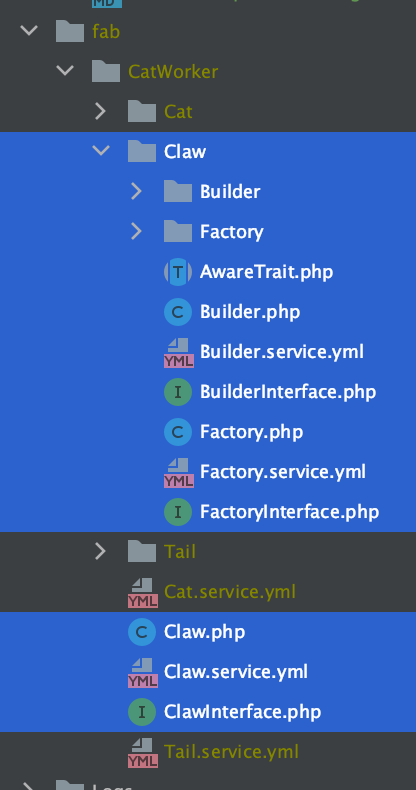 MD
fab
CatWorker
Cat
Claw
Builder
Factory
T AwareTrait.php
C Builder.php
YML Builder.service.yml
I BuilderInterface.php
C Factory.php
YML Factory.service.yml
I FactoryInterface.php
Tail
YML Cat.service.yml
C Claw.php
YML Claw.service.yml
I ClawInterface.php
YML Tail.service.yml